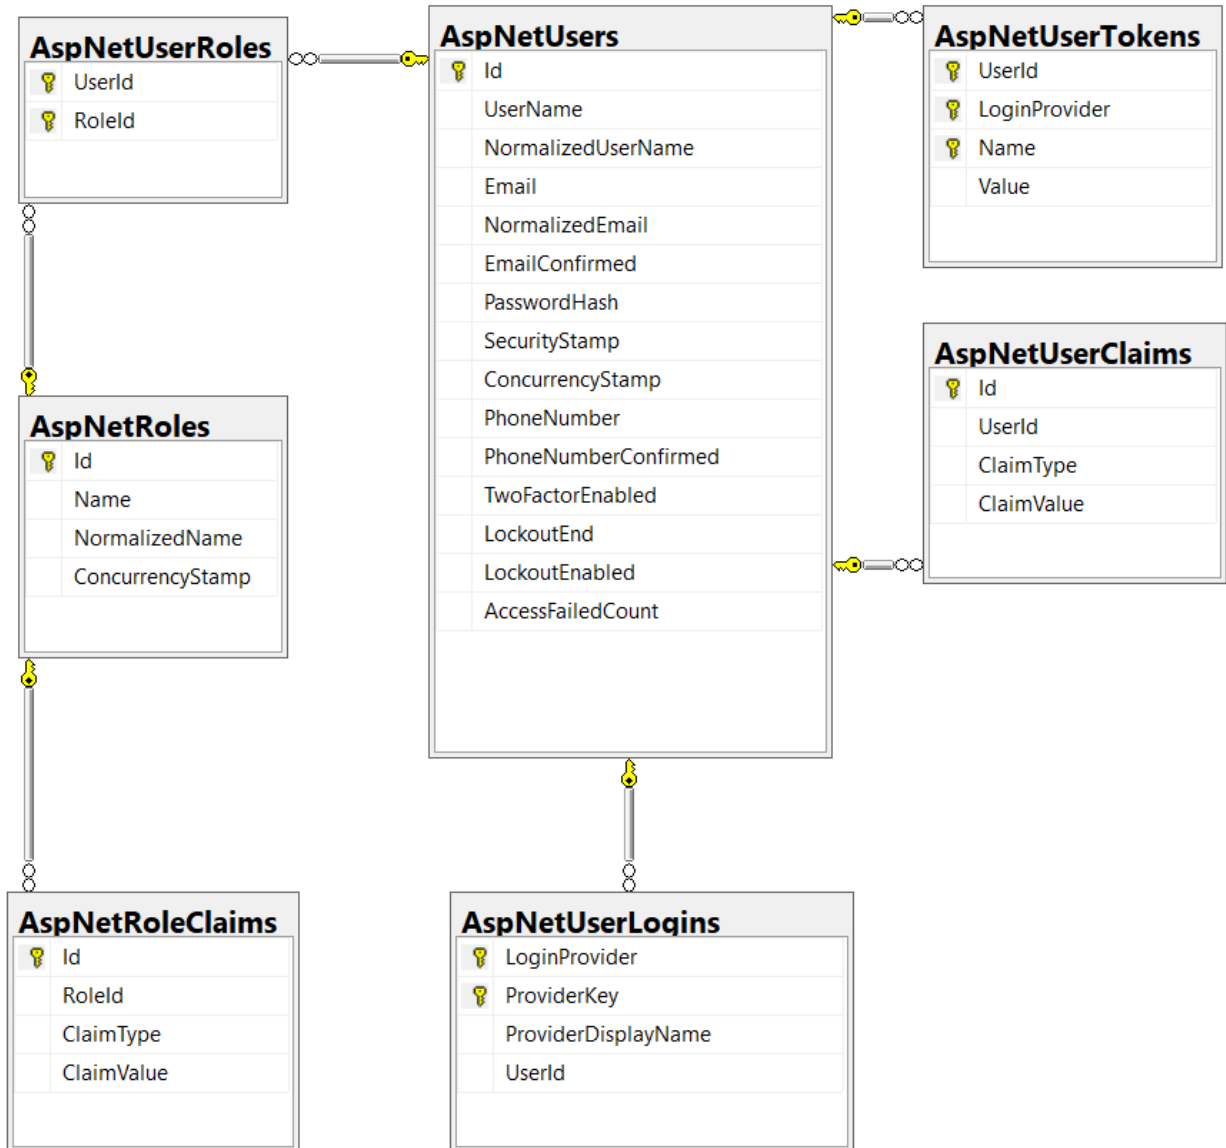 AspNetUserRoles
UserId
RoleId
AspNetUsers
Id
UserName
NormalizedUserName
Email
NormalizedEmail
EmailConfirmed
PasswordHash
SecurityStamp
ConcurrencyStamp
PhoneNumber
PhoneNumberConfirmed
TwoFactorEnabled
LockoutEnd
LockoutEnabled
AccessFailedCount
AspNetUserTokens
UserId
LoginProvider
Name
Value
AspNetUserClaims
Id
UserId
ClaimType
ClaimValue
AspNetRoles
Id
Name
NormalizedName
ConcurrencyStamp
AspNetRoleClaims
Id
RoleId
ClaimType
ClaimValue
AspNetUserLogins
LoginProvider
ProviderKey
ProviderDisplayName
UserId